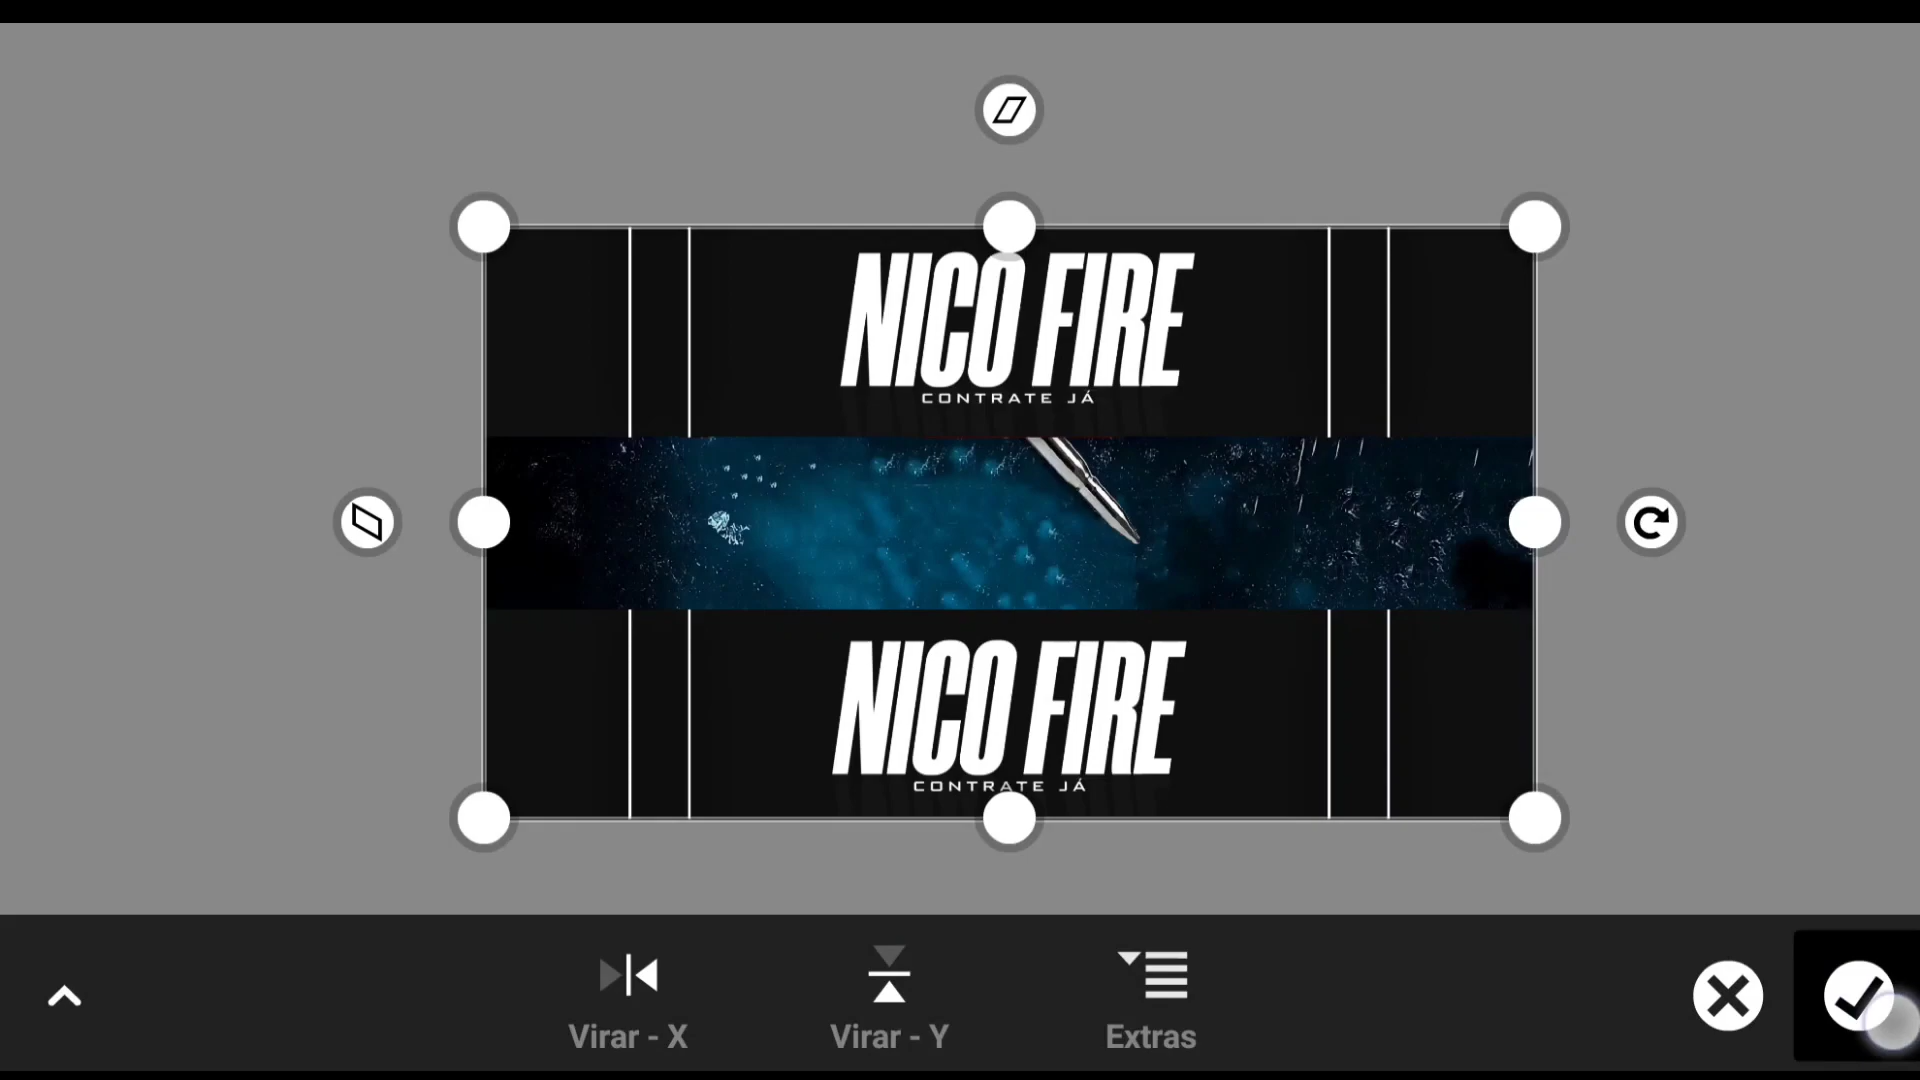 NICO FIRE
CONTRATE JÁ
NICO FIRE
CONTRATE JÁ
Virar - X
Virar - Y
Extras